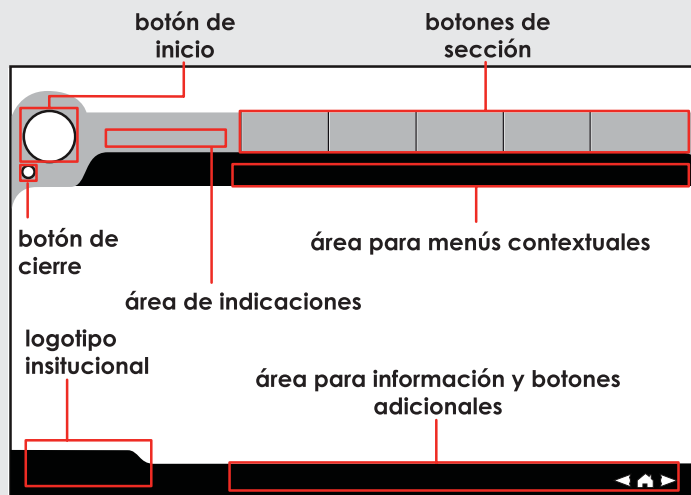 botón de
inicio
botones de
sección
botón de
cierre
área para menús contextuales
área de indicaciones
logotipo
insitucional
área para información y botones
adicionales